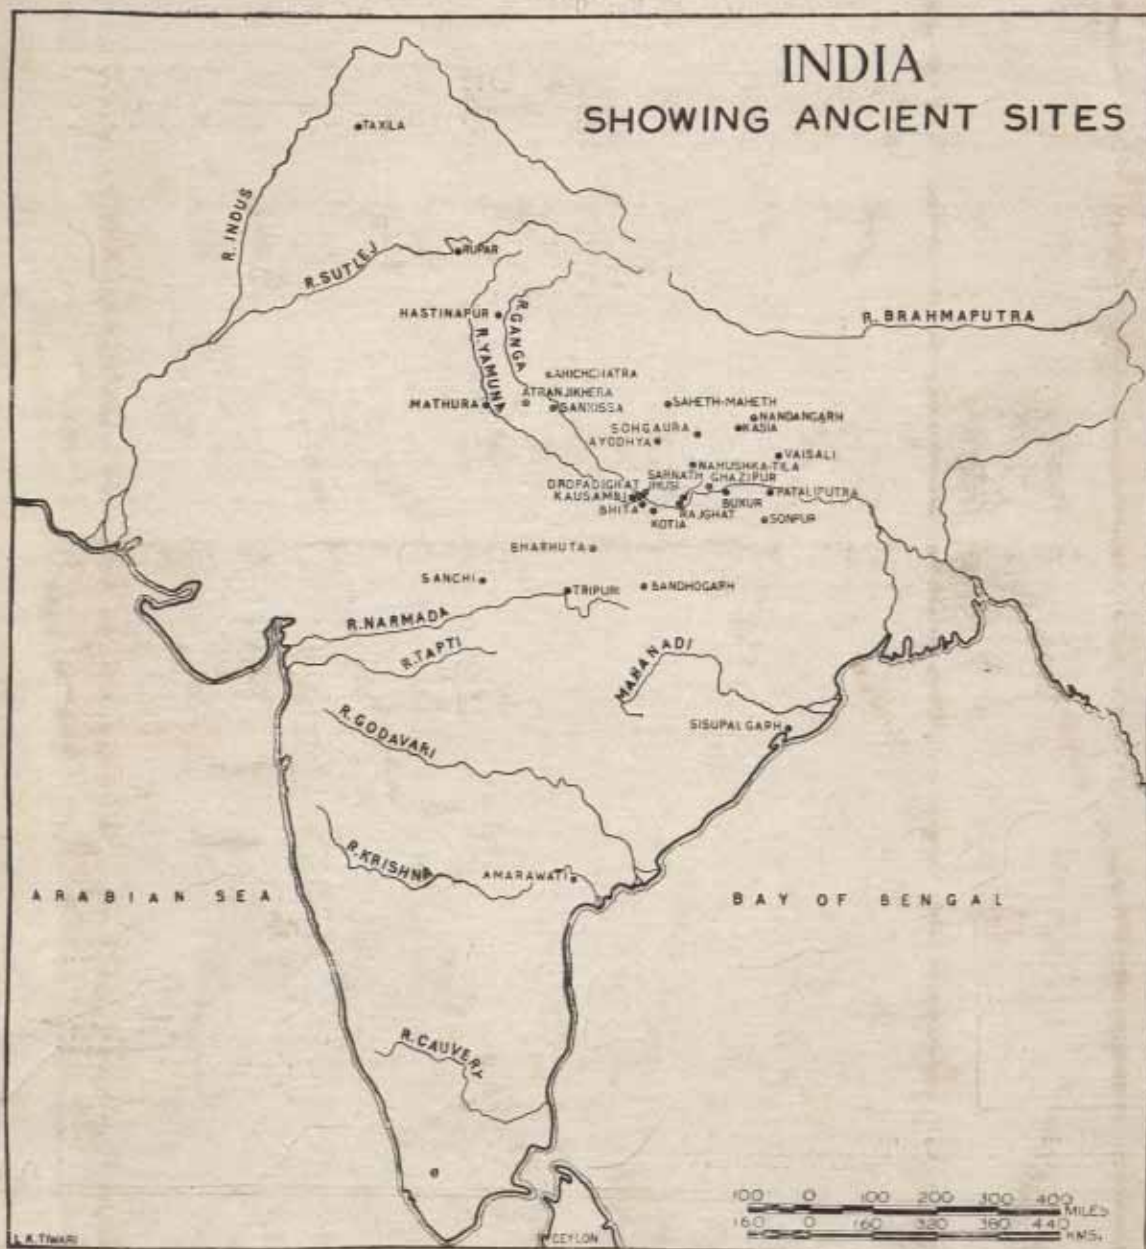 INDIA
SHOWING ANCIENT SITES
TAXILA
R. INDUS
R. SUTLEJ
RUPAR
HASTINAPUR
R. GANGA
R. YAMUNA
R. BRAHMAPUTRA
AHICHCHATRA
ATRANJIKHERA
MATHURA
SANKISSA
SAHETH-MAHETH
NANDANGARH
SOHGAURA
KASIA
AYODHYA
VAISALI
NAMUSHKA-TILA
SARNATH GHAZIPUR
DROPADIGHAT JHUSI
KAUSAMBI
BUXUR
PATALIPUTRA
BHITA
RAJGHAT
KOTIA
SONPUR
BHARHUTA
SANCHI
TRIPURI
BANDHOGARH
R. NARMADA
R. TAPTI
MAHANADI
R. GODAVARI
SISUPALGARH
R. KRISHNA
AMARAWATI
ARABIAN SEA
BAY OF BENGAL
R. CAUVERY
100 0 100 200 300 400
MILES
160 0 160 320 380 440
KMS.
L.K. TIWARI
CEYLON